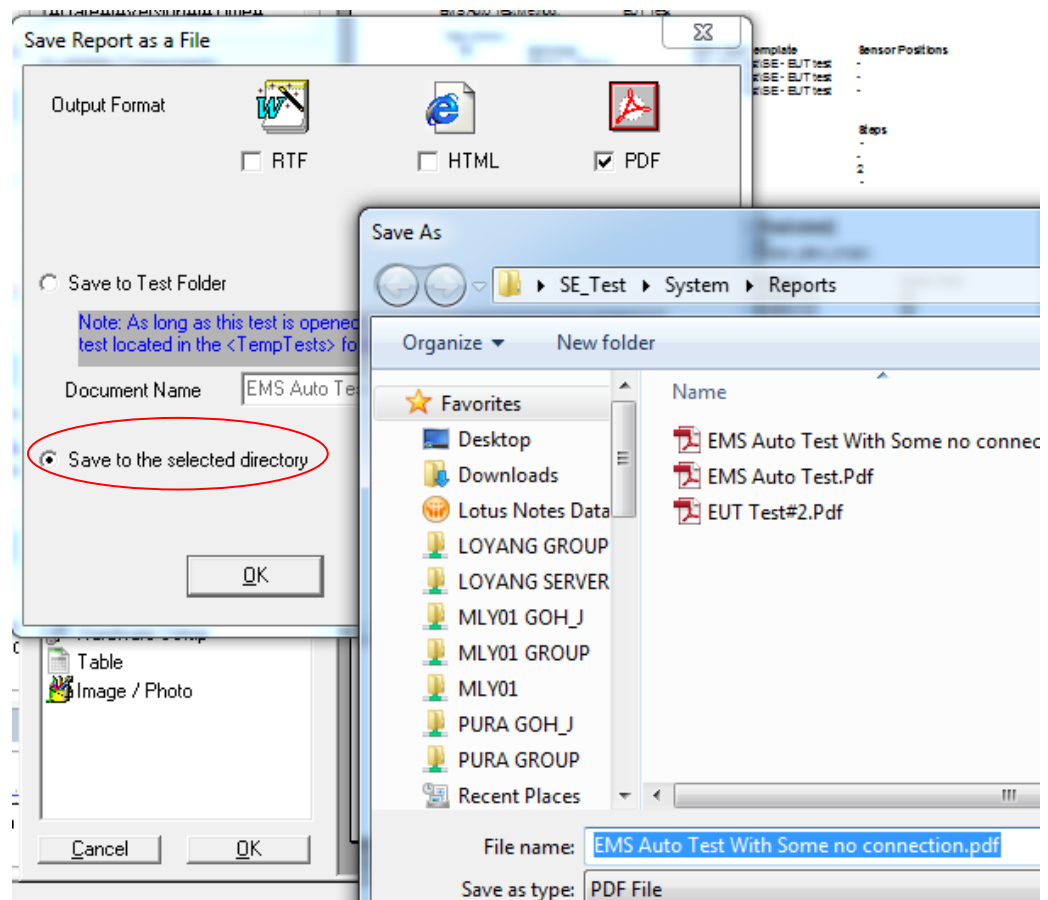 Save Report as a File
Output Format
RTF
HTML
PDF
Sensor Positions
Steps
2
Save to Test Folder
Note: As long as this test is opened
test located in the <TempTests> fo
Document Name
EMS Auto Te
Save to the selected directory
OK
Table
Image / Photo
Cancel
OK
Save As
SE_Test
System
Reports
Organize
New folder
Favorites
Desktop
Downloads
Lotus Notes Data
LOYANG GROUP
LOYANG SERVER
MLY01 GOH_J
MLY01 GROUP
MLY01
PURA GOH_J
PURA GROUP
Recent Places
Name
EMS Auto Test With Some no connec
EMS Auto Test.Pdf
EUT Test#2.Pdf
File name:
EMS Auto Test With Some no connection.pdf
Save as type:
PDF File